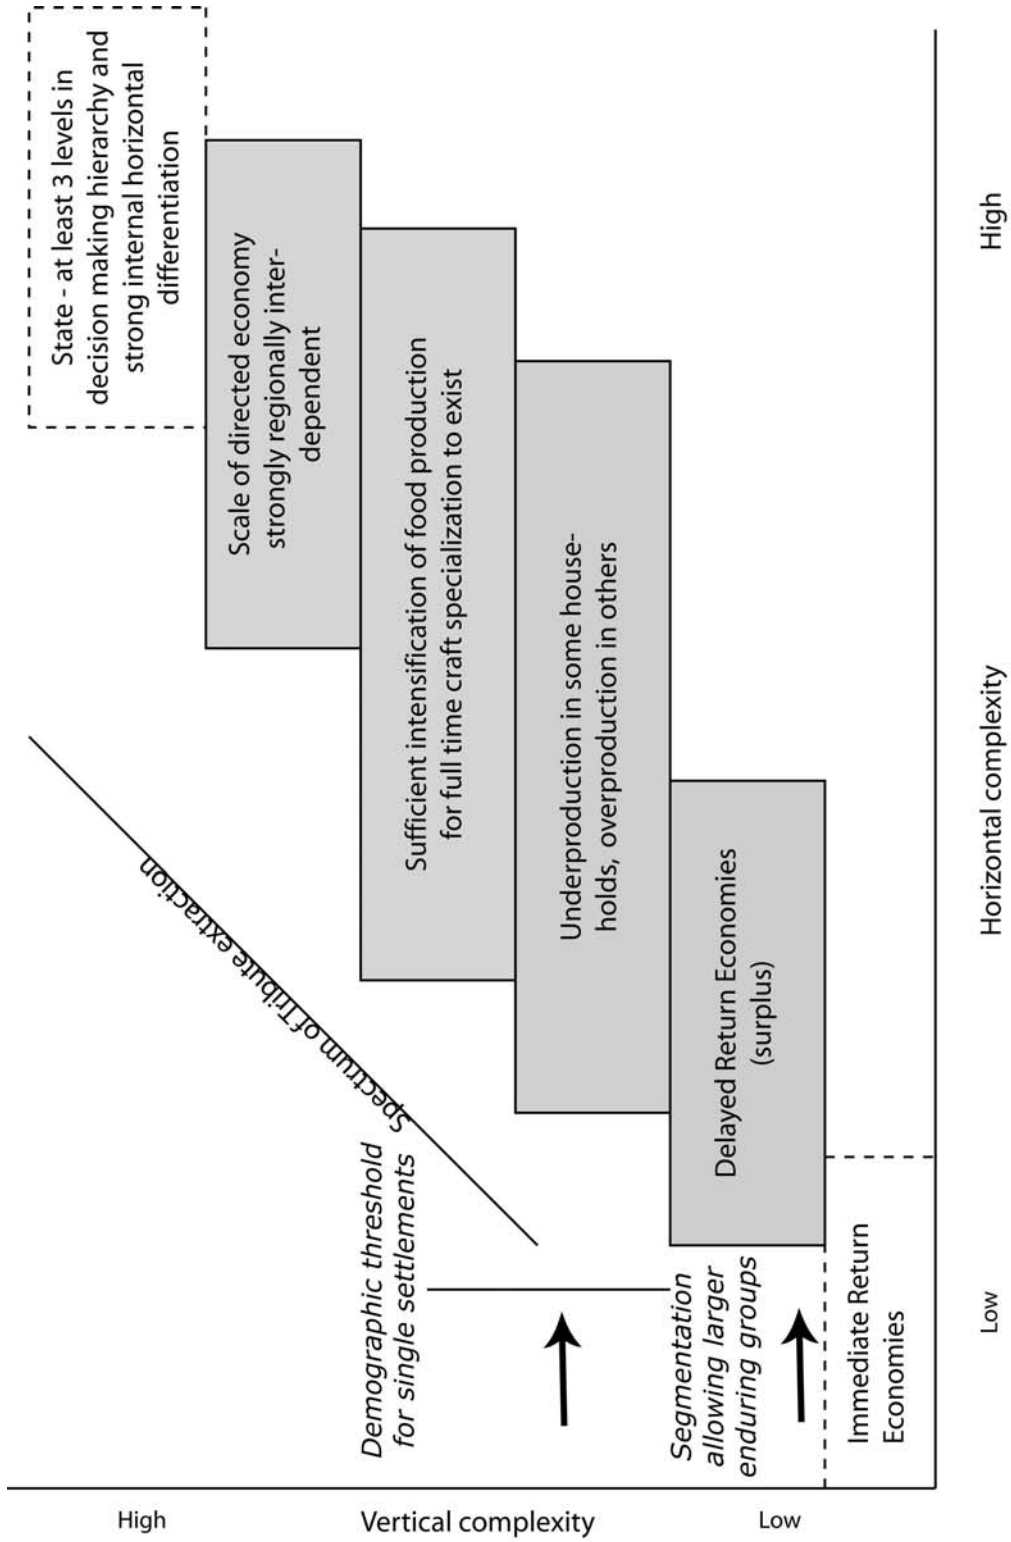 State - at least 3 levels in
decision making hierarchy and
strong internal horizontal
differentiation
Scale of directed economy
strongly regionally inter-
dependent
Sufficient intensification of food production
for full time craft specialization to exist
Underproduction in some house-
holds, overproduction in others
Delayed Return Economies
(surplus)
Immediate Return
Economies
Spectrum of Tribute extraction
Demographic threshold
for single settlements
Segmentation
allowing larger
enduring groups
High
Vertical complexity
Low
Low
Horizontal complexity
High